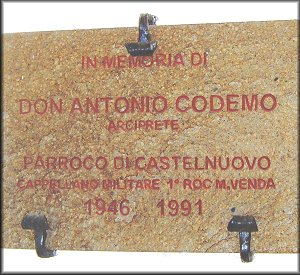 IN MEMORIA DI
DON ANTONIO CODEMO
ARCIPRETE
PARROCO DI CASTELNUOVO
CAPPELLANO MILITARE 1° ROC M.VENDA
1946 1991